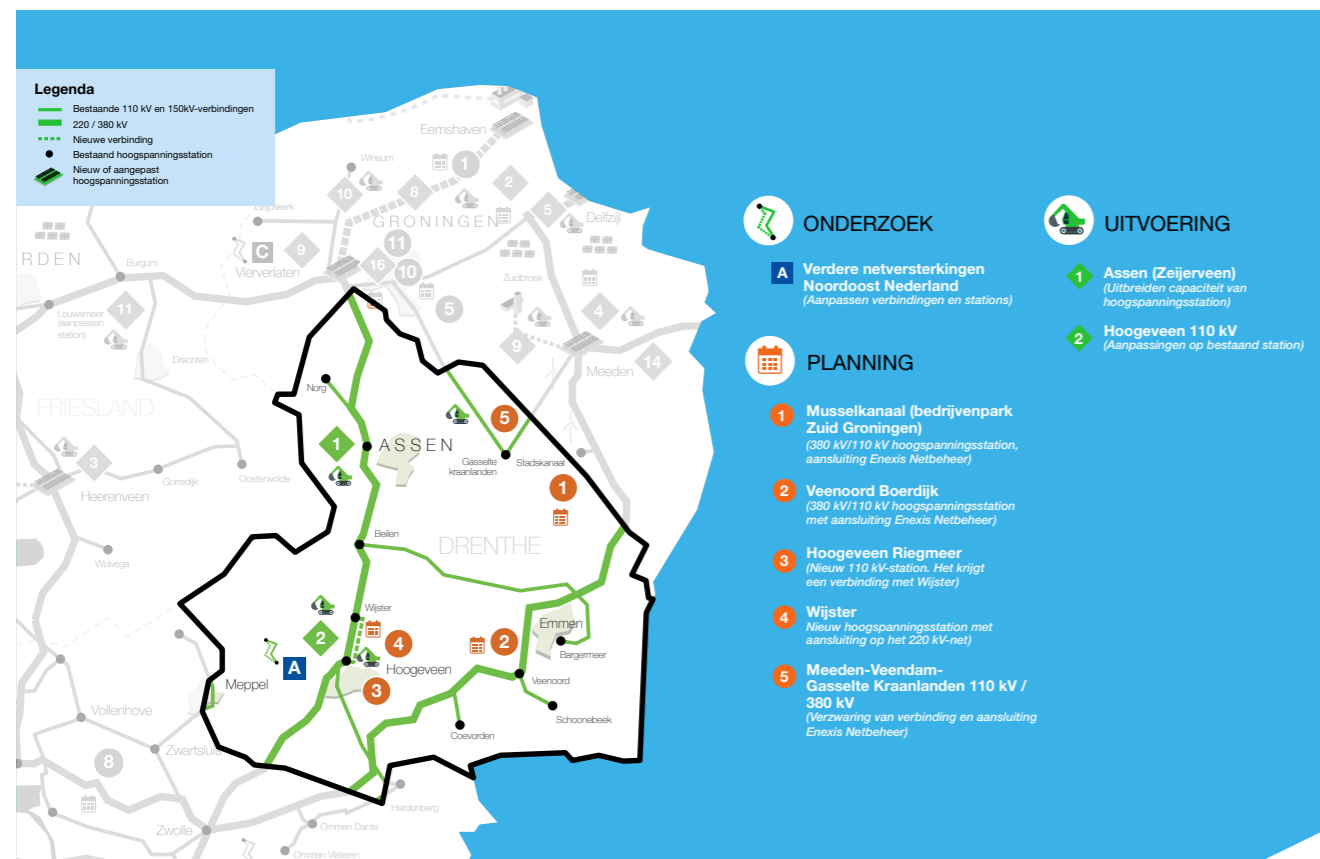 Legenda
Bestaande 110 kV en 150kV-verbindingen
220 / 380 kV
Nieuwe verbinding
Bestaand hoogspanningsstation
Nieuw of aangepast
hoogspanningsstation
Eemshaven
Winsum
1
2
10
8
5
Delfzijl
GRONINGEN
C
9
11
Vierverlaten
16
10
Zuidbroek
RDEN
Burgum
5
4
Louwsmeer
(aanpassen
station)
11
9
14
Meeden
Drachten
Norg
FRIESLAND
5
1
ASSEN
Gasselte
kraanlanden
Stadskanaal
3
Gorredijk
Oosterwolde
Heerenveen
1
Beilen
DRENTHE
Wolvega
Wijster
2
4
2
Emmen
Bargermeer
A
Hoogeveen
Meppel
3
Veenoord
Vollenhove
Schoonebeek
Coevorden
Zwartsluis
8
Hardenberg
Zwolle
Ommen Dante
Ommen Visteren
ONDERZOEK
A
Verdere netversterkingen
Noordoost Nederland
(Aanpassen verbindingen en stations)
PLANNING
1
Musselkanaal (bedrijvenpark
Zuid Groningen)
(380 kV/110 kV hoogspanningsstation,
aansluiting Enexis Netbeheer)
2
Veenoord Boerdijk
(380 kV/110 kV hoogspanningsstation
met aansluiting Enexis Netbeheer)
3
Hoogeveen Riegmeer
(Nieuw 110 kV-station. Het krijgt
een verbinding met Wijster)
4
Wijster
Nieuw hoogspanningsstation met
aansluiting op het 220 kV-net)
5
Meeden-Veendam-
Gasselte Kraanlanden 110 kV /
380 kV
(Verzwaring van verbinding en aansluiting
Enexis Netbeheer)
UITVOERING
1
Assen (Zeijerveen)
(Uitbreiden capaciteit van
hoogspanningsstation)
2
Hoogeveen 110 kV
(Aanpassingen op bestaand station)